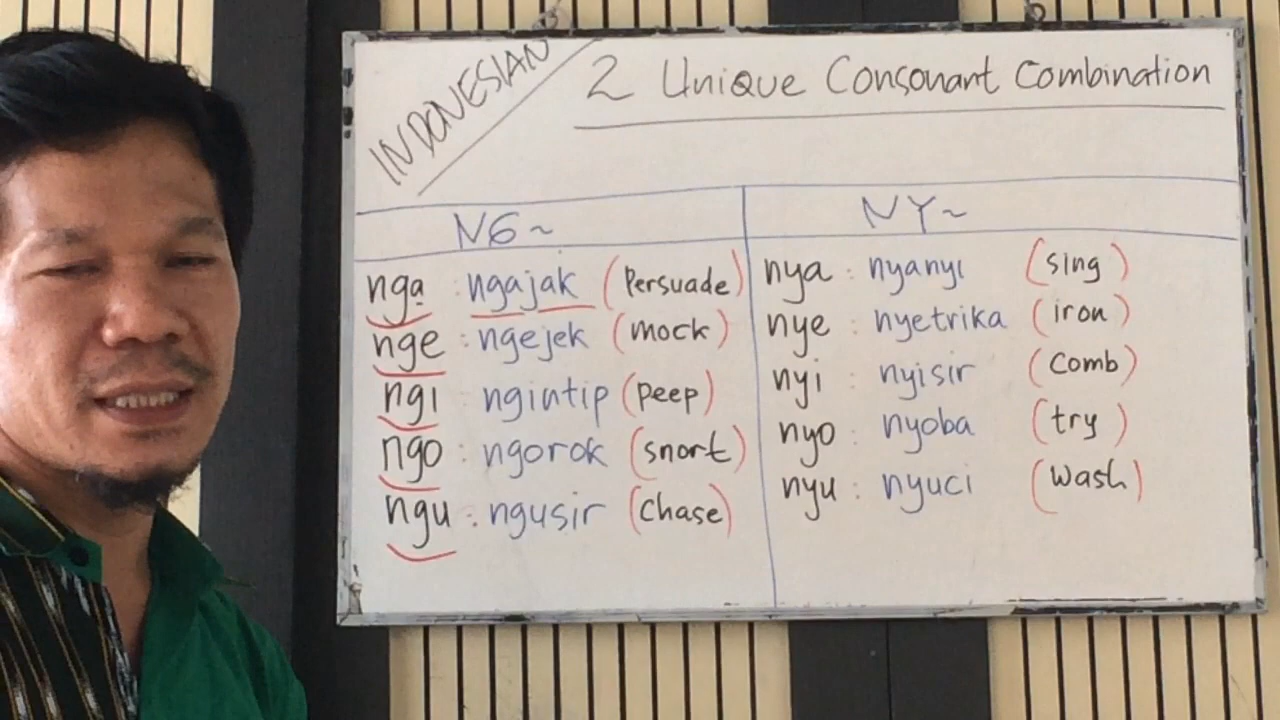 INDONESIAN
2 Unique Consonant Combination
NG~
nga : ngajak (Persuade)
nge : ngejek (mock)
ngi : ngintip (peep)
ngo : ngorok (snort)
ngu : ngusir (chase)
NY~
nya : nyanyi (sing)
nye : nyetrika (iron)
nyi : nyisir (comb)
nyo : nyoba (try)
nyu : nyuci (wash)